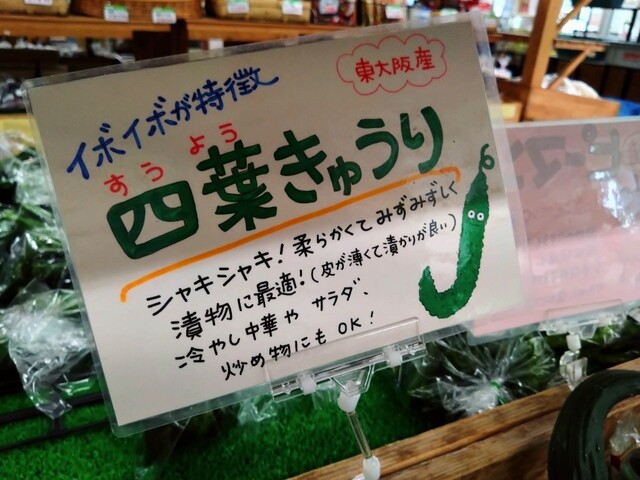 イボイボが特徴
東大阪産
すう よう
四葉きゅうり
シャキシャキ!柔らかくてみずみずしく
漬物に最適!(皮が薄くて漬かりが良い)
冷やし中華や サラダ、
炒め物にも OK!